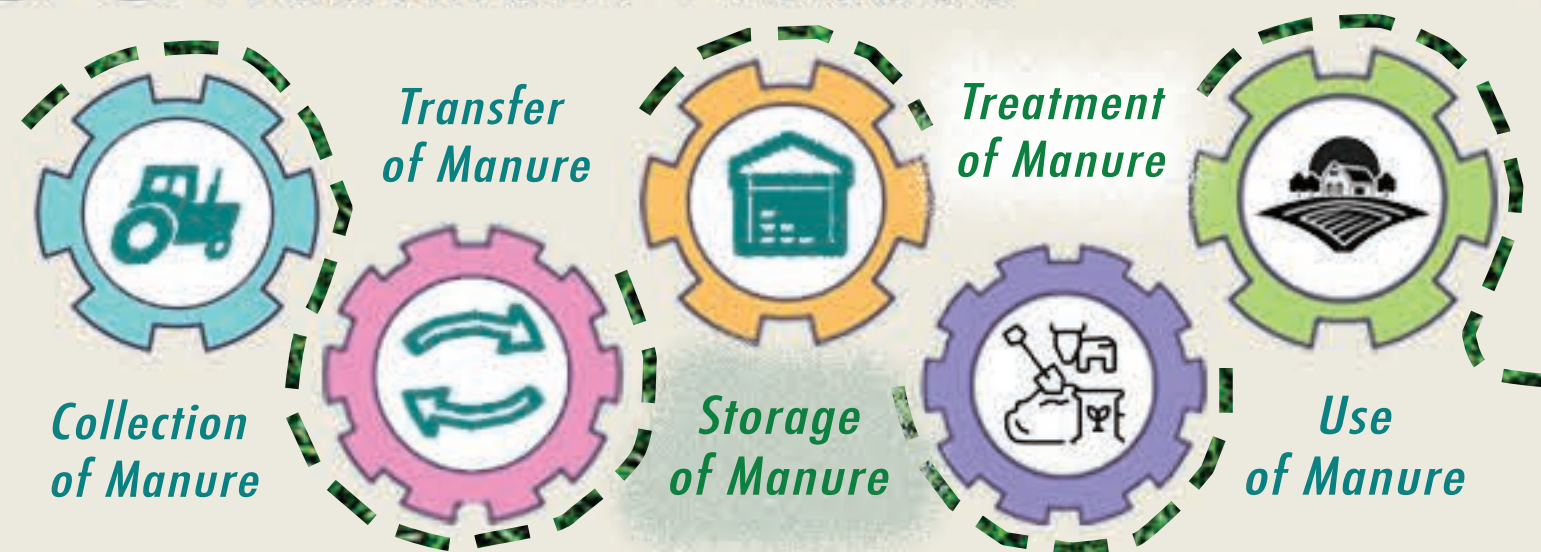 Collection
of Manure
Transfer
of Manure
Storage
of Manure
Treatment
of Manure
Use
of Manure